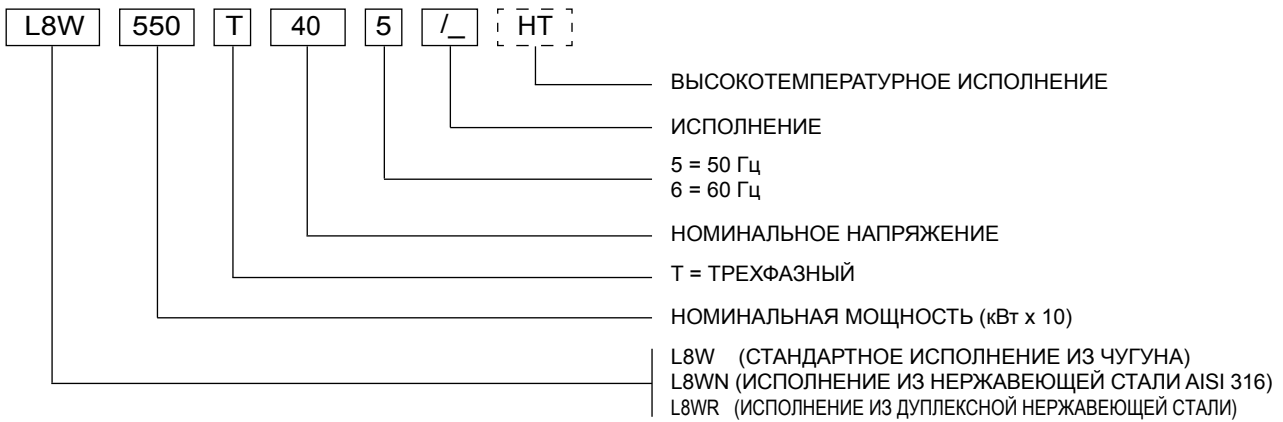 L8W 550 T 40 5 /_ HT
ВЫСОКОТЕМПЕРАТУРНОЕ ИСПОЛНЕНИЕ
ИСПОЛНЕНИЕ
5 = 50 Гц
6 = 60 Гц
НОМИНАЛЬНОЕ НАПРЯЖЕНИЕ
T = ТРЕХФАЗНЫЙ
НОМИНАЛЬНАЯ МОЩНОСТЬ (кВт x 10)
L8W (СТАНДАРТНОЕ ИСПОЛНЕНИЕ ИЗ ЧУГУНА)
L8WN (ИСПОЛНЕНИЕ ИЗ НЕРЖАВЕЮЩЕЙ СТАЛИ AISI 316)
L8WR (ИСПОЛНЕНИЕ ИЗ ДУПЛЕКСНОЙ НЕРЖАВЕЮЩЕЙ СТАЛИ)